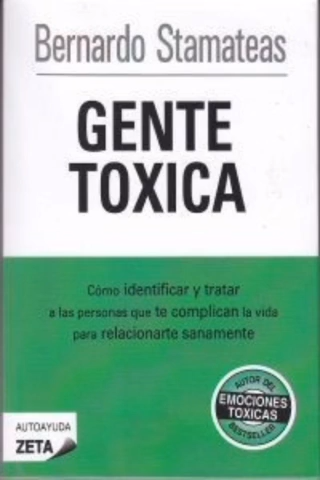 Bernardo Stamateas
GENTE
TOXICA
Cómo identificar y tratar
a las personas que te complican la vida
para relacionarte sanamente
AUTOR DEL
EMOCIONES
TOXICAS
BESTSELLER
AUTOAYUDA
ZETA